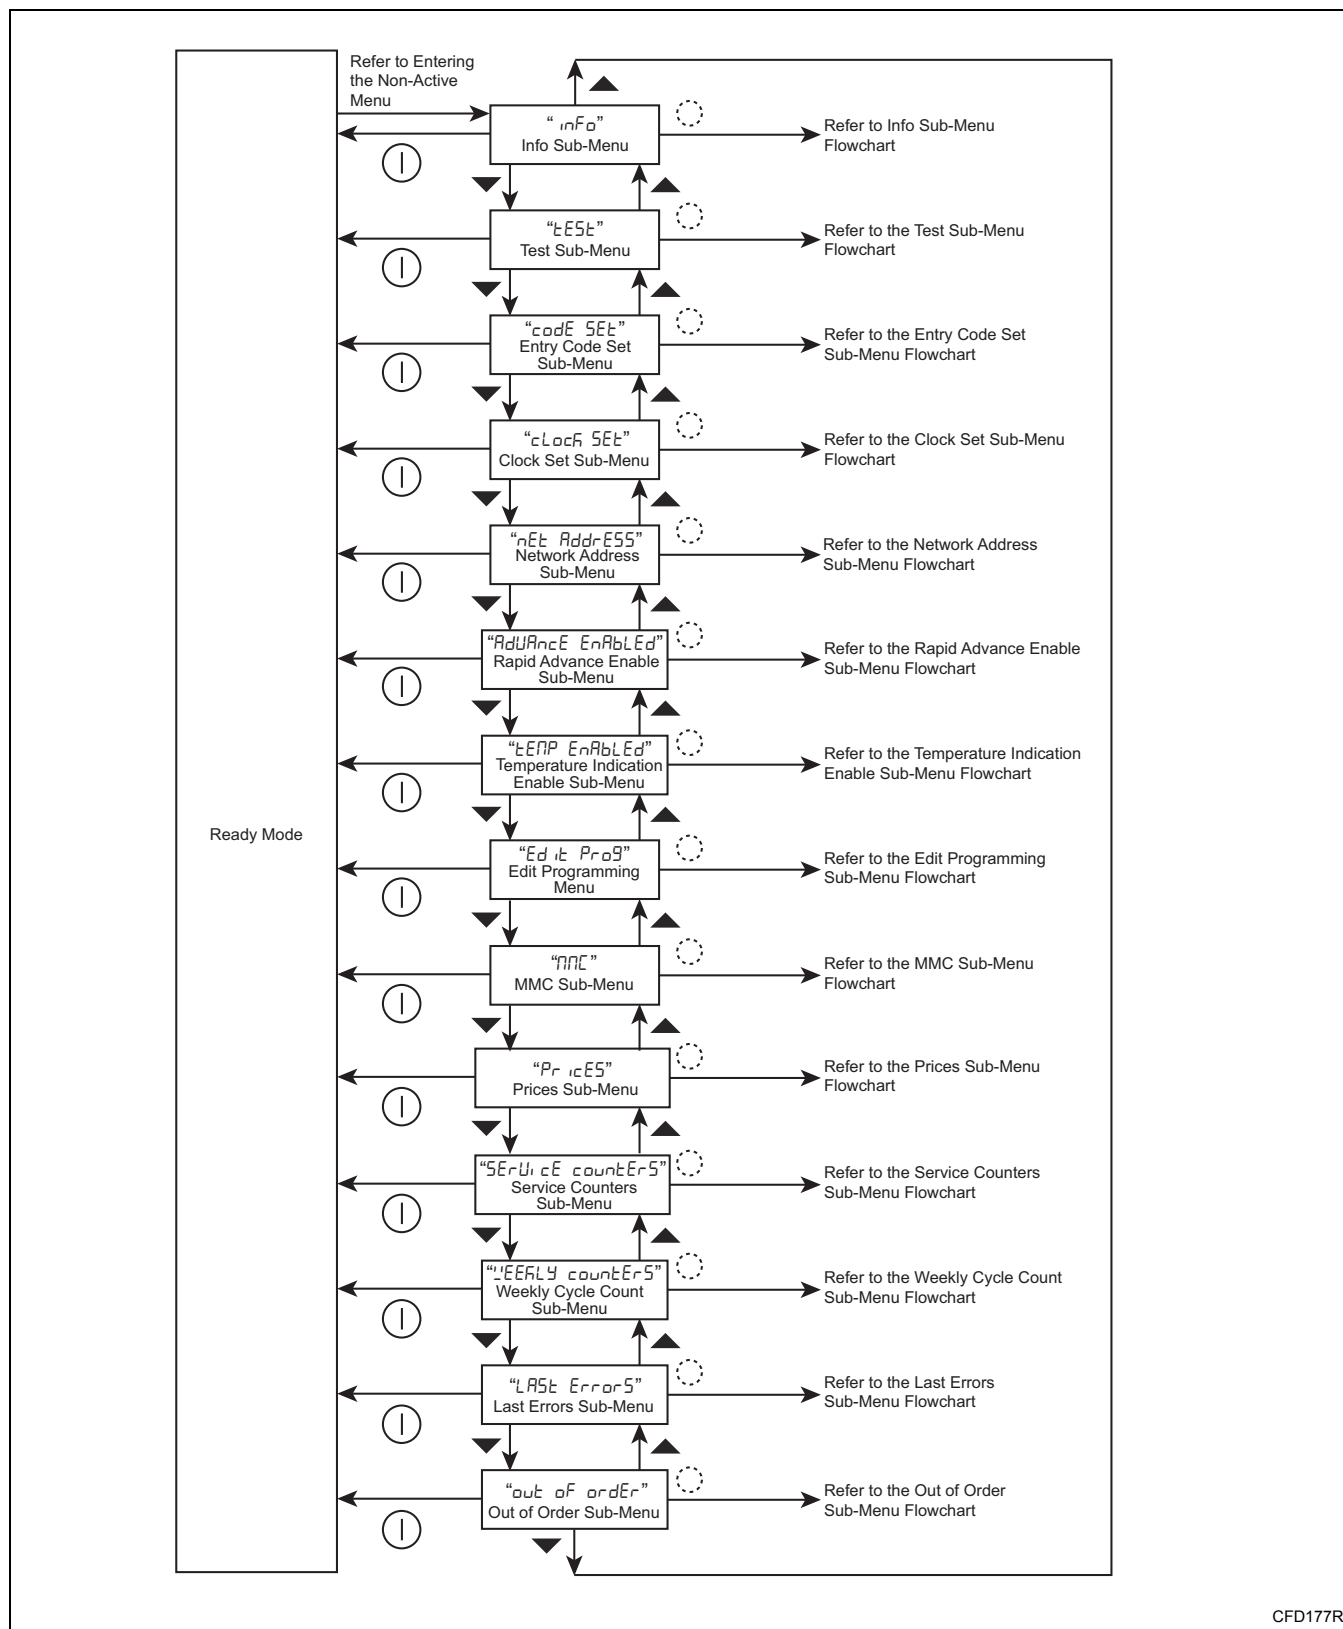 Refer to Entering
the Non-Active
Menu
Ready Mode
“inFo”
Info Sub-Menu
Refer to Info Sub-Menu
Flowchart
“tESt”
Test Sub-Menu
Refer to the Test Sub-Menu
Flowchart
“codE SEt”
Entry Code Set
Sub-Menu
Refer to the Entry Code Set
Sub-Menu Flowchart
“cLock SEt”
Clock Set Sub-Menu
Refer to the Clock Set Sub-Menu
Flowchart
“nEt AddrESS”
Network Address
Sub-Menu
Refer to the Network Address
Sub-Menu Flowchart
“AdUAncE EnAbLEd”
Rapid Advance Enable
Sub-Menu
Refer to the Rapid Advance Enable
Sub-Menu Flowchart
“tEMP EnAbLEd”
Temperature Indication
Enable Sub-Menu
Refer to the Temperature Indication
Enable Sub-Menu Flowchart
“Edit Prog”
Edit Programming
Menu
Refer to the Edit Programming
Sub-Menu Flowchart
“MMC”
MMC Sub-Menu
Refer to the MMC Sub-Menu
Flowchart
“PricES”
Prices Sub-Menu
Refer to the Prices Sub-Menu
Flowchart
“SErUicE countErS”
Service Counters
Sub-Menu
Refer to the Service Counters
Sub-Menu Flowchart
“WEEkLY countErS”
Weekly Cycle Count
Sub-Menu
Refer to the Weekly Cycle Count
Sub-Menu Flowchart
“LASt ErrorS”
Last Errors Sub-Menu
Refer to the Last Errors
Sub-Menu Flowchart
“out oF ordEr”
Out of Order Sub-Menu
Refer to the Out of Order
Sub-Menu Flowchart
CFD177R